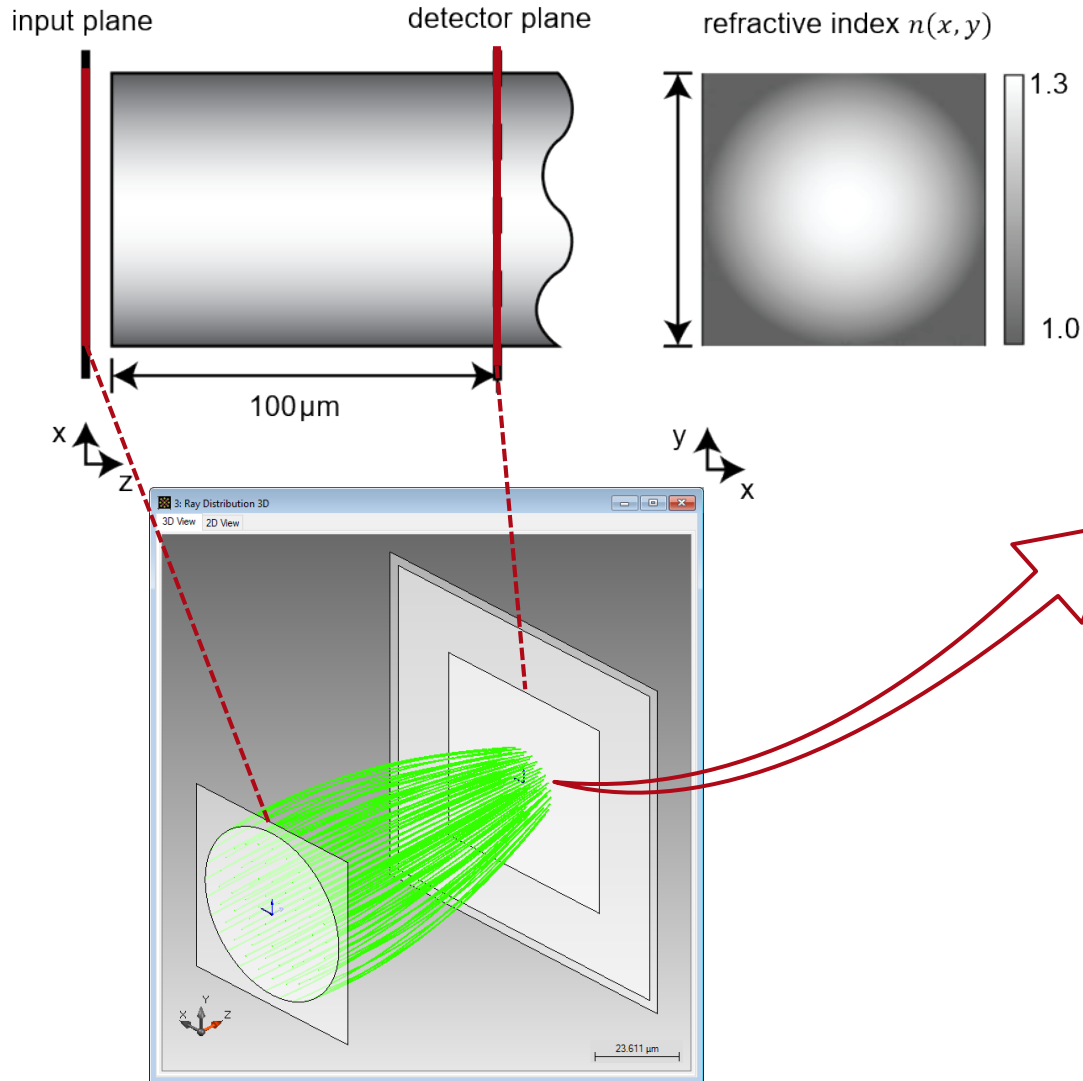 input plane
detector plane
refractive index n(x, y)
1.3
1.0
100μm
x
z
y
x
3: Ray Distribution 3D
3D View 2D View
Y
X
Z
23.611 μm